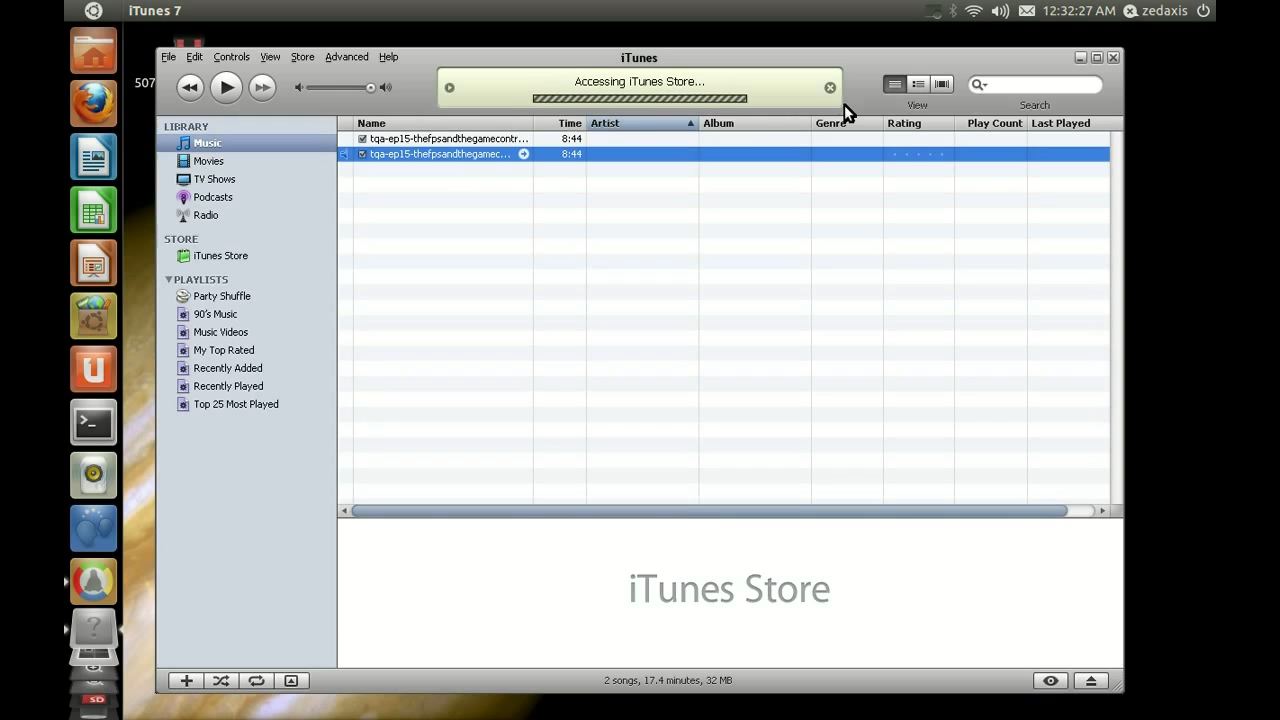 iTunes 7
12:32:27 AM zedaxis
507
iTunes
File Edit Controls View Store Advanced Help
Accessing iTunes Store...
View
Search
LIBRARY
Music
Movies
TV Shows
Podcasts
Radio
STORE
iTunes Store
PLAYLISTS
Party Shuffle
90's Music
Music Videos
My Top Rated
Recently Added
Recently Played
Top 25 Most Played
Name Time Artist Album Genre Rating Play Count Last Played
tqa-ep15-thefpsandthegamecontr... 8:44
tqa-ep15-thefpsandthegamec... 8:44
iTunes Store
2 songs, 17.4 minutes, 32 MB
SD